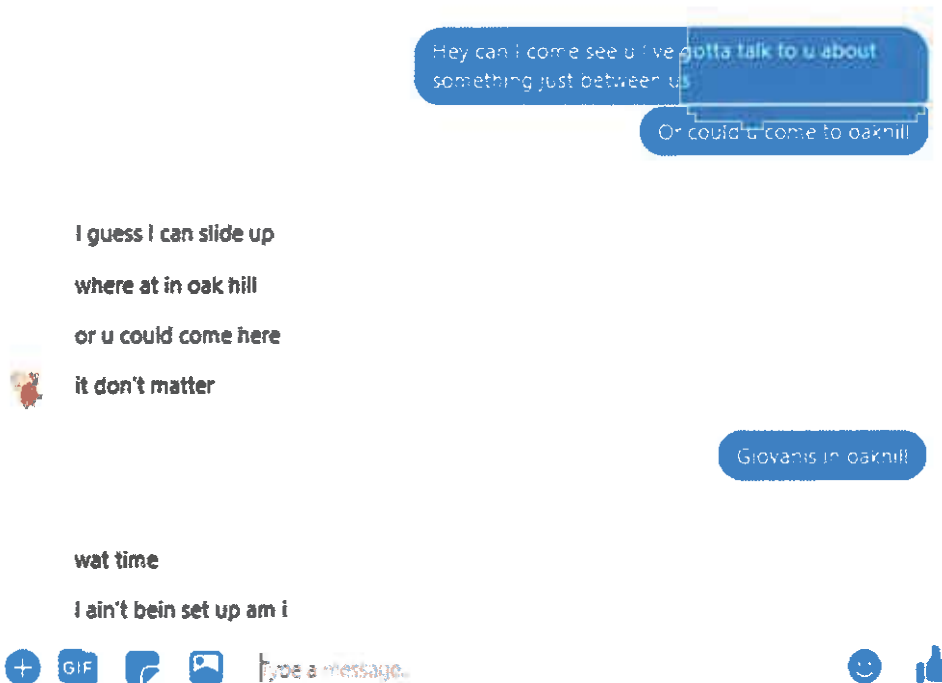 Hey can I come see u I've gotta talk to u about
something just between us
Or could u come to oakhill
I guess I can slide up
where at in oak hill
or u could come here
it don't matter
Giovanis in oakhill
wat time
I ain't bein set up am i
GIF
Type a message...